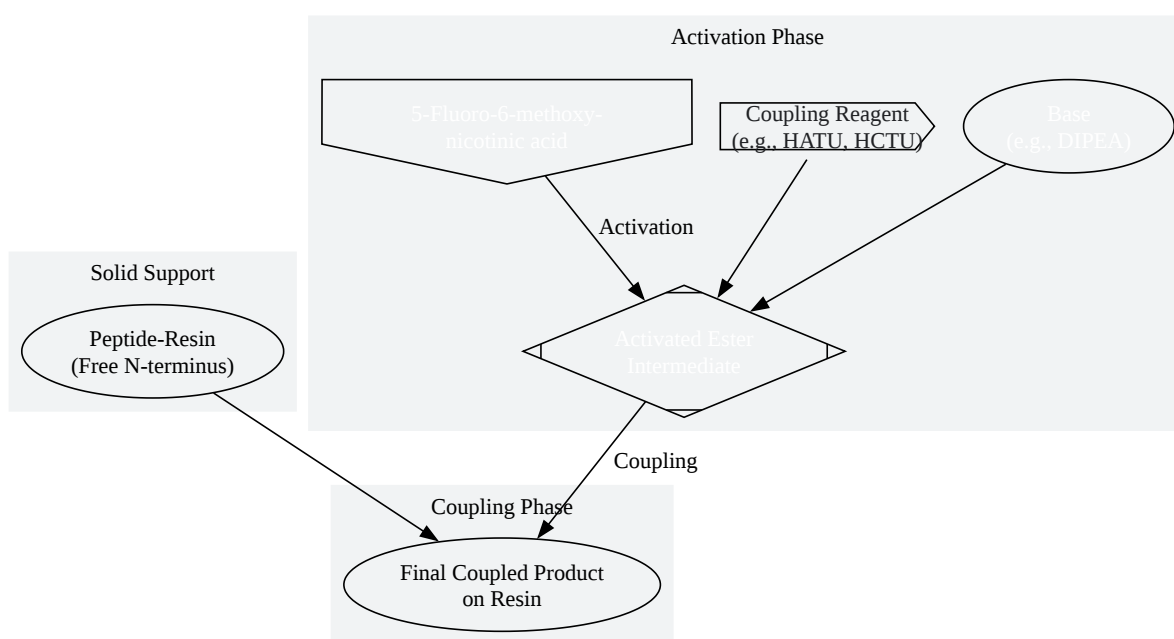 Activation Phase
5-Fluoro-6-methoxy-
nicotinic acid
Coupling Reagent
(e.g., HATU, HCTU)
Base
(e.g., DIPEA)
Activation
Solid Support
Peptide-Resin
(Free N-terminus)
Activated Ester
Intermediate
Coupling
Coupling Phase
Final Coupled Product
on Resin